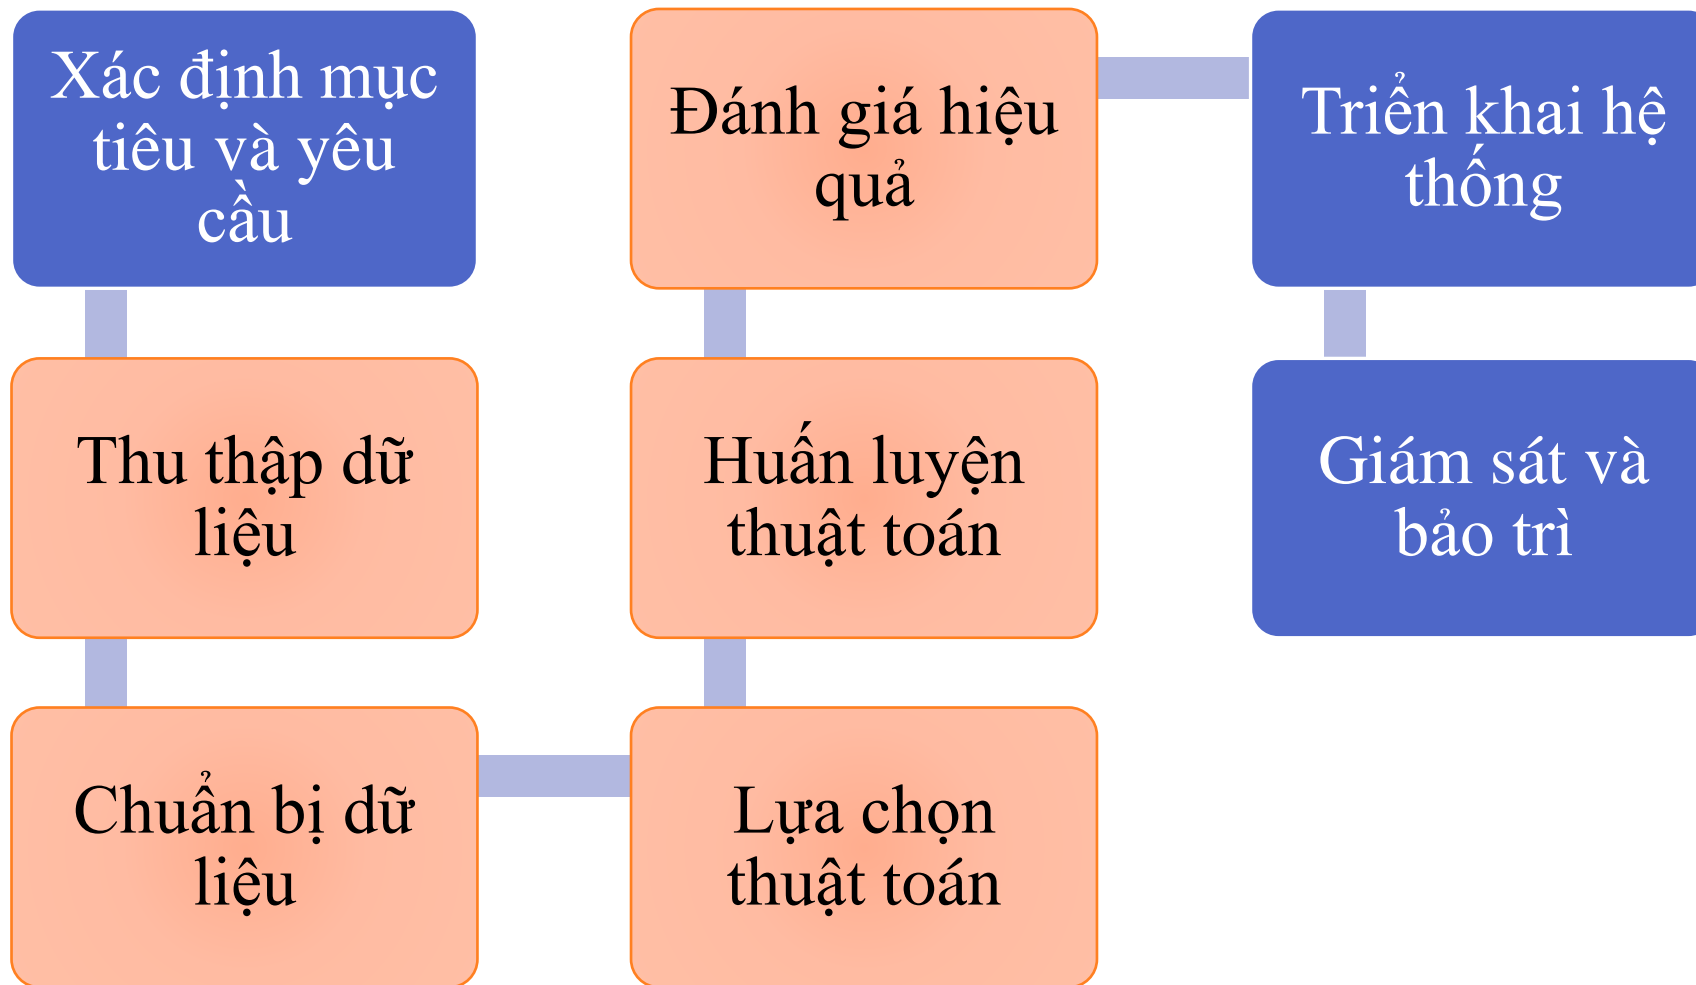 Xác định mục
tiêu và yêu
cầu
Thu thập dữ
liệu
Chuẩn bị dữ
liệu
Lựa chọn
thuật toán
Huấn luyện
thuật toán
Đánh giá hiệu
quả
Triển khai hệ
thống
Giám sát và
bảo trì